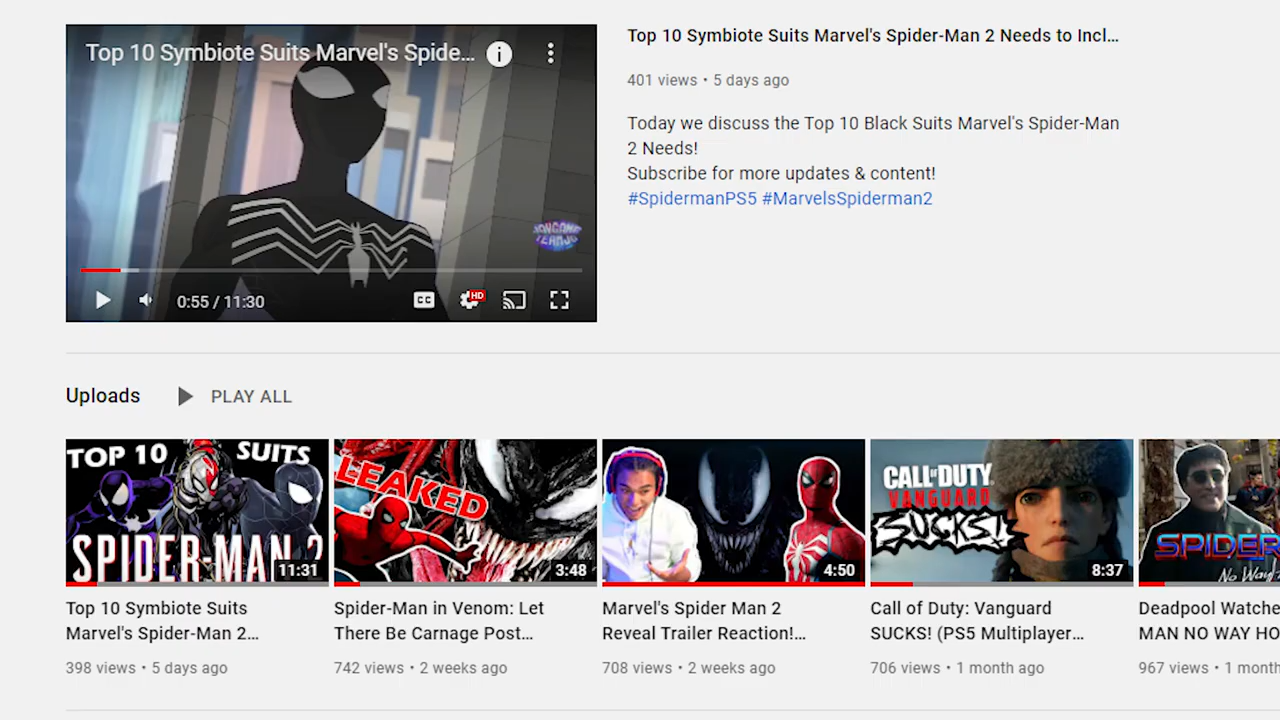 Top 10 Symbiote Suits Marvel's Spide...
0:55 / 11:30
CC
HD
Top 10 Symbiote Suits Marvel's Spider-Man 2 Needs to Incl...
401 views • 5 days ago
Today we discuss the Top 10 Black Suits Marvel's Spider-Man
2 Needs!
Subscribe for more updates & content!
#SpidermanPS5 #MarvelsSpiderman2
Uploads
PLAY ALL
TOP 10 SUITS
SPIDER-MAN 2
11:31
LEAKED
3:48
4:50
CALL OF DUTY
VANGUARD
SUCKS!
8:37
SPIDER
No Way
Top 10 Symbiote Suits
Marvel's Spider-Man 2...
398 views • 5 days ago
Spider-Man in Venom: Let
There Be Carnage Post...
742 views • 2 weeks ago
Marvel's Spider Man 2
Reveal Trailer Reaction!...
708 views • 2 weeks ago
Call of Duty: Vanguard
SUCKS! (PS5 Multiplayer...
706 views • 1 month ago
Deadpool Watche
MAN NO WAY HO
967 views • 1 month